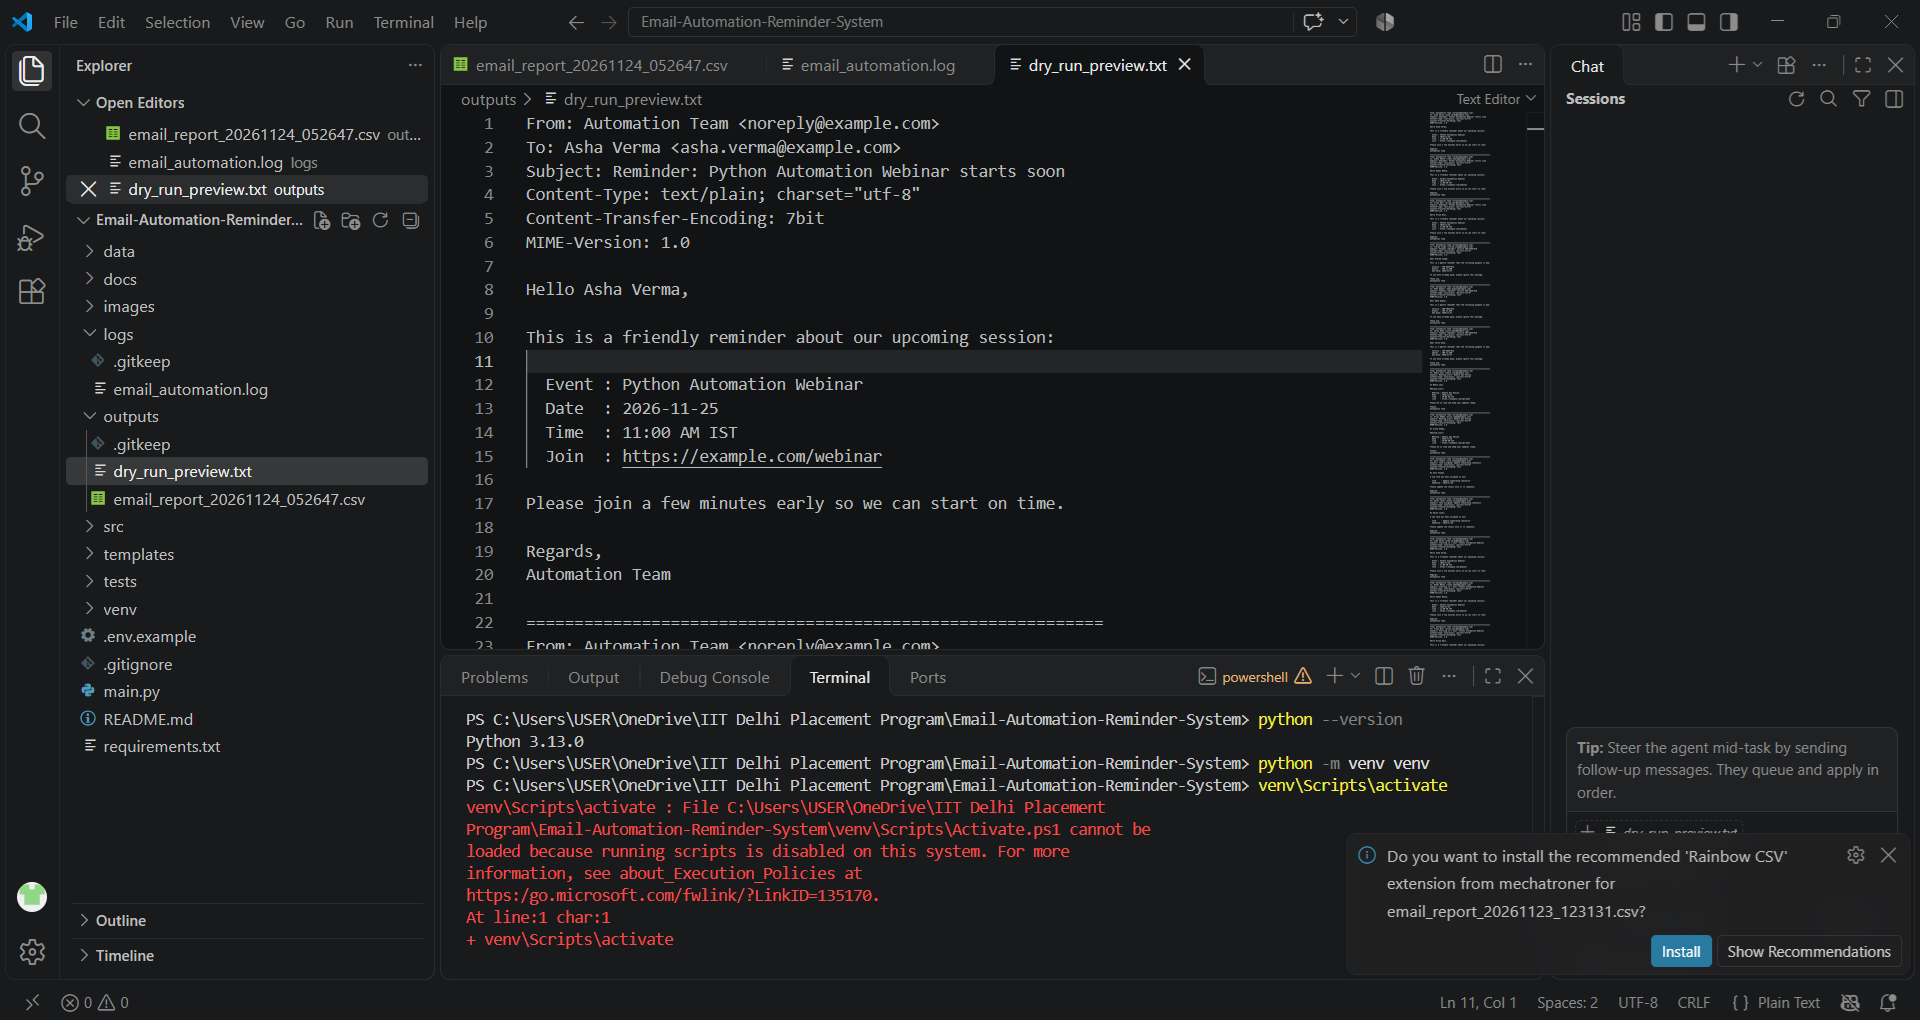 File Edit Selection View Go Run Terminal Help
Email-Automation-Reminder-System
Explorer
Open Editors
email_report_20261124_052647.csv out...
email_automation.log logs
dry_run_preview.txt outputs
Email-Automation-Reminder...
data
docs
images
logs
.gitkeep
email_automation.log
outputs
.gitkeep
dry_run_preview.txt
email_report_20261124_052647.csv
src
templates
tests
venv
.env.example
.gitignore
main.py
README.md
requirements.txt
Outline
Timeline
email_report_20261124_052647.csv email_automation.log dry_run_preview.txt
outputs > dry_run_preview.txt
Text Editor
1 From: Automation Team <noreply@example.com>
2 To: Asha Verma <asha.verma@example.com>
3 Subject: Reminder: Python Automation Webinar starts soon
4 Content-Type: text/plain; charset="utf-8"
5 Content-Transfer-Encoding: 7bit
6 MIME-Version: 1.0
7
8 Hello Asha Verma,
9
10 This is a friendly reminder about our upcoming session:
11
12 Event : Python Automation Webinar
13 Date : 2026-11-25
14 Time : 11:00 AM IST
15 Join : https://example.com/webinar
16
17 Please join a few minutes early so we can start on time.
18
19 Regards,
20 Automation Team
21
22 ============================================================
23 From: Automation Team <noreply@example.com>
Problems Output Debug Console Terminal Ports
powershell
PS C:\Users\USER\OneDrive\IIT Delhi Placement Program\Email-Automation-Reminder-System> python --version
Python 3.13.0
PS C:\Users\USER\OneDrive\IIT Delhi Placement Program\Email-Automation-Reminder-System> python -m venv venv
PS C:\Users\USER\OneDrive\IIT Delhi Placement Program\Email-Automation-Reminder-System> venv\Scripts\activate
venv\Scripts\activate : File C:\Users\USER\OneDrive\IIT Delhi Placement
Program\Email-Automation-Reminder-System\venv\Scripts\Activate.ps1 cannot be
loaded because running scripts is disabled on this system. For more
information, see about_Execution_Policies at
https:/go.microsoft.com/fwlink/?LinkID=135170.
At line:1 char:1
+ venv\Scripts\activate
Chat
Sessions
Tip: Steer the agent mid-task by sending
follow-up messages. They queue and apply in
order.
dry_run_preview.txt
Do you want to install the recommended 'Rainbow CSV'
extension from mechatroner for
email_report_20261123_123131.csv?
Install Show Recommendations
0 0
Ln 11, Col 1 Spaces: 2 UTF-8 CRLF { } Plain Text